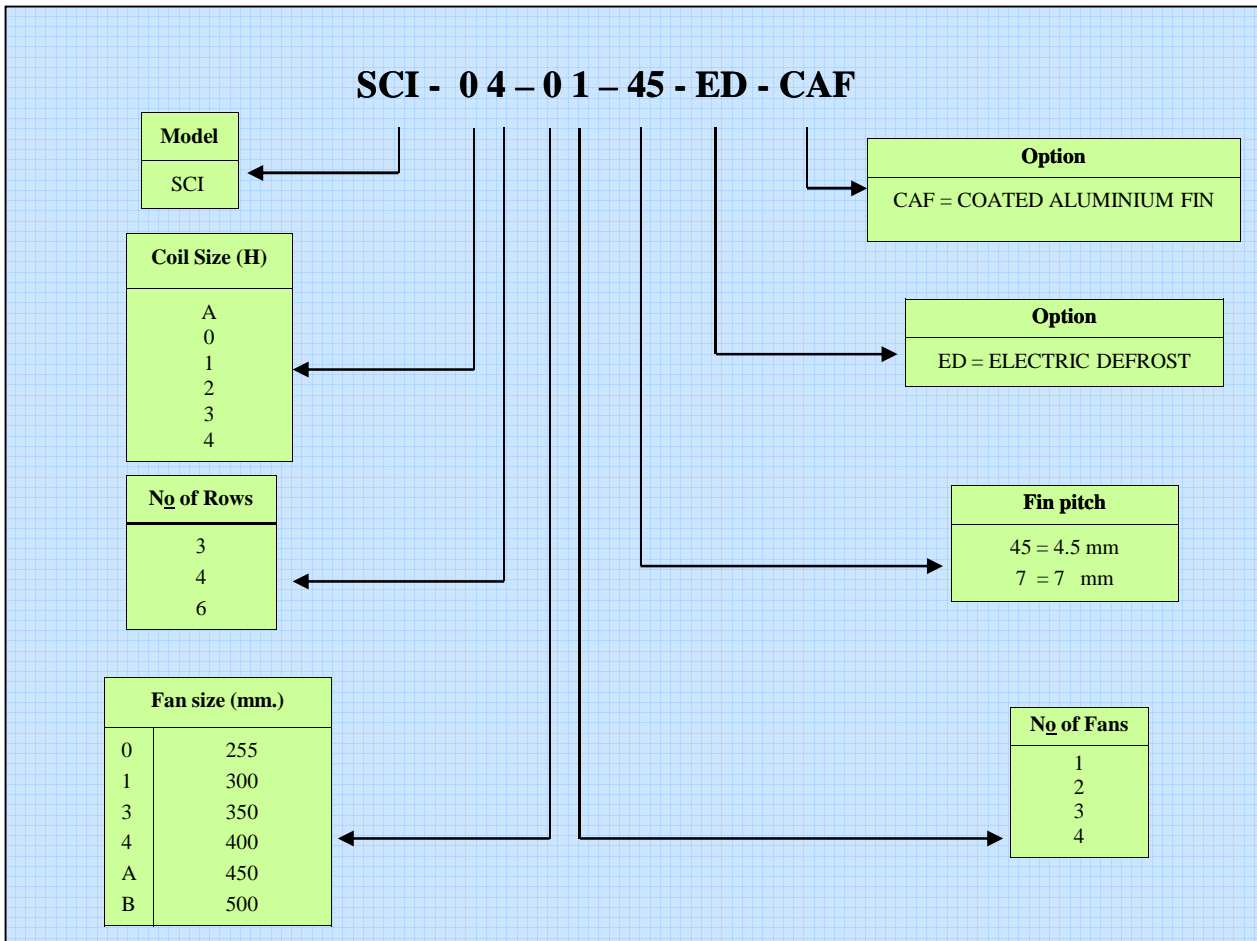 SCI - 0 4 – 0 1 – 45 - ED - CAF
Model
SCI
Option
CAF = COATED ALUMINIUM FIN
Coil Size (H)
A
0
1
2
3
4
Option
ED = ELECTRIC DEFROST
No of Rows
3
4
6
Fin pitch
45 = 4.5 mm
7 = 7 mm
Fan size (mm.)
0 255
1 300
3 350
4 400
A 450
B 500
No of Fans
1
2
3
4